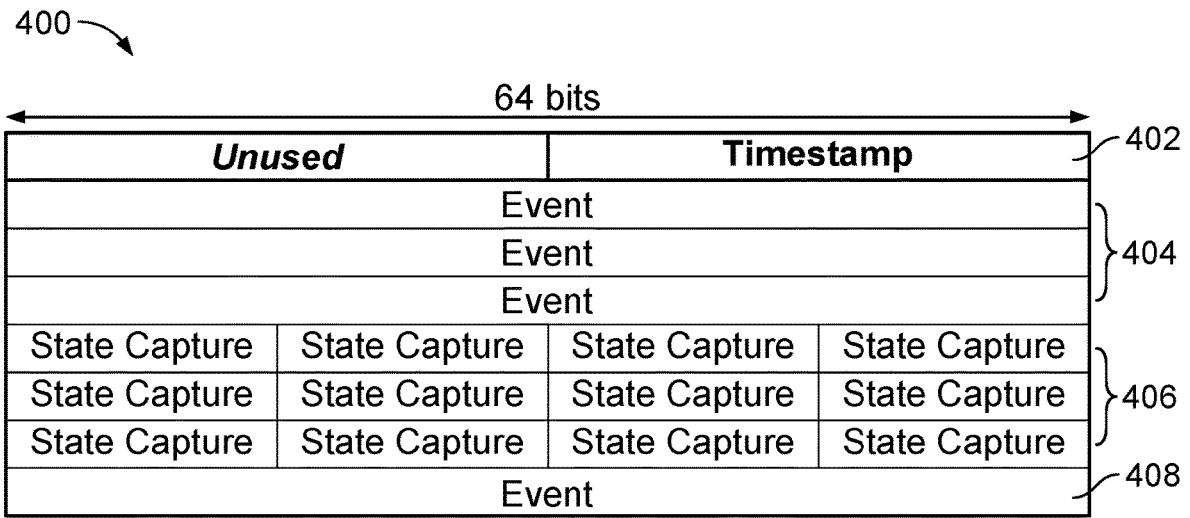 400
64 bits
Unused Timestamp 402
Event
Event 404
Event
State Capture State Capture State Capture State Capture
State Capture State Capture State Capture State Capture 406
State Capture State Capture State Capture State Capture
Event 408